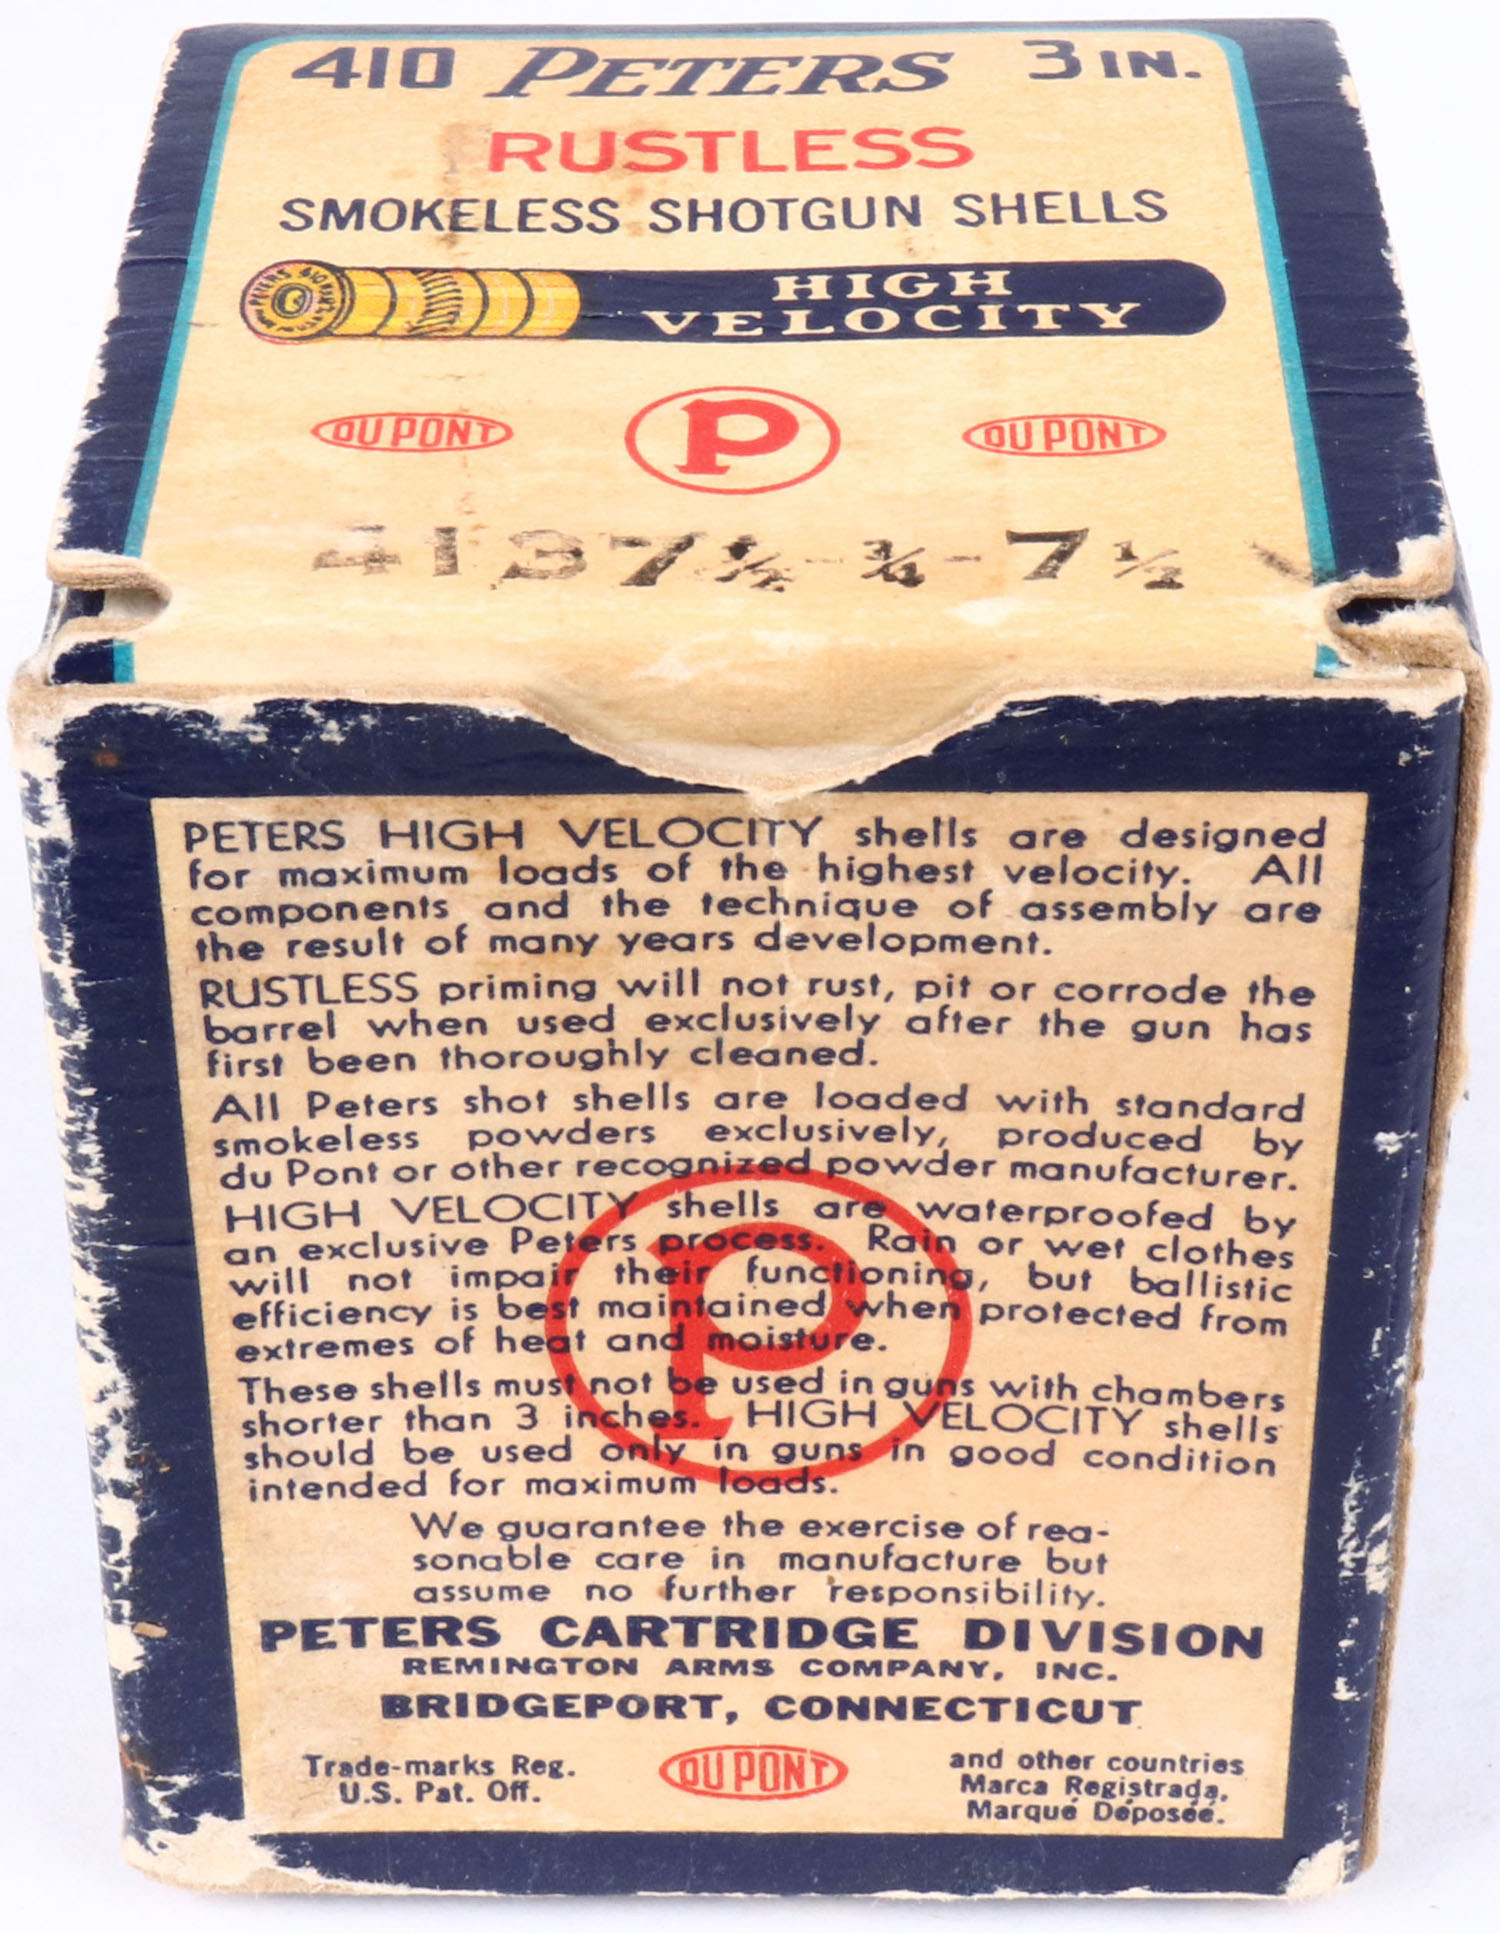 410 PETERS 3 IN.
RUSTLESS
SMOKELESS SHOTGUN SHELLS
PETERS 410
HIGH
VELOCITY
DU PONT P DU PONT
4137½-¾-7½
PETERS HIGH VELOCITY shells are designed
for maximum loads of the highest velocity. All
components and the technique of assembly are
the result of many years development.
RUSTLESS priming will not rust, pit or corrode the
barrel when used exclusively after the gun has
first been thoroughly cleaned.
All Peters shot shells are loaded with standard
smokeless powders exclusively, produced by
du Pont or other recognized powder manufacturer.
HIGH VELOCITY shells are waterproofed by
an exclusive Peters process. Rain or wet clothes
will not impair their functioning, but ballistic
efficiency is best maintained when protected from
extremes of heat and moisture.
These shells must not be used in guns with chambers
shorter than 3 inches. HIGH VELOCITY shells
should be used only in guns in good condition
intended for maximum loads.
P
We guarantee the exercise of rea-
sonable care in manufacture but
assume no further responsibility.
PETERS CARTRIDGE DIVISION
REMINGTON ARMS COMPANY, INC.
BRIDGEPORT, CONNECTICUT
Trade-marks Reg.
U.S. Pat. Off.
DU PONT
and other countries
Marca Registrada,
Marqué Déposée.